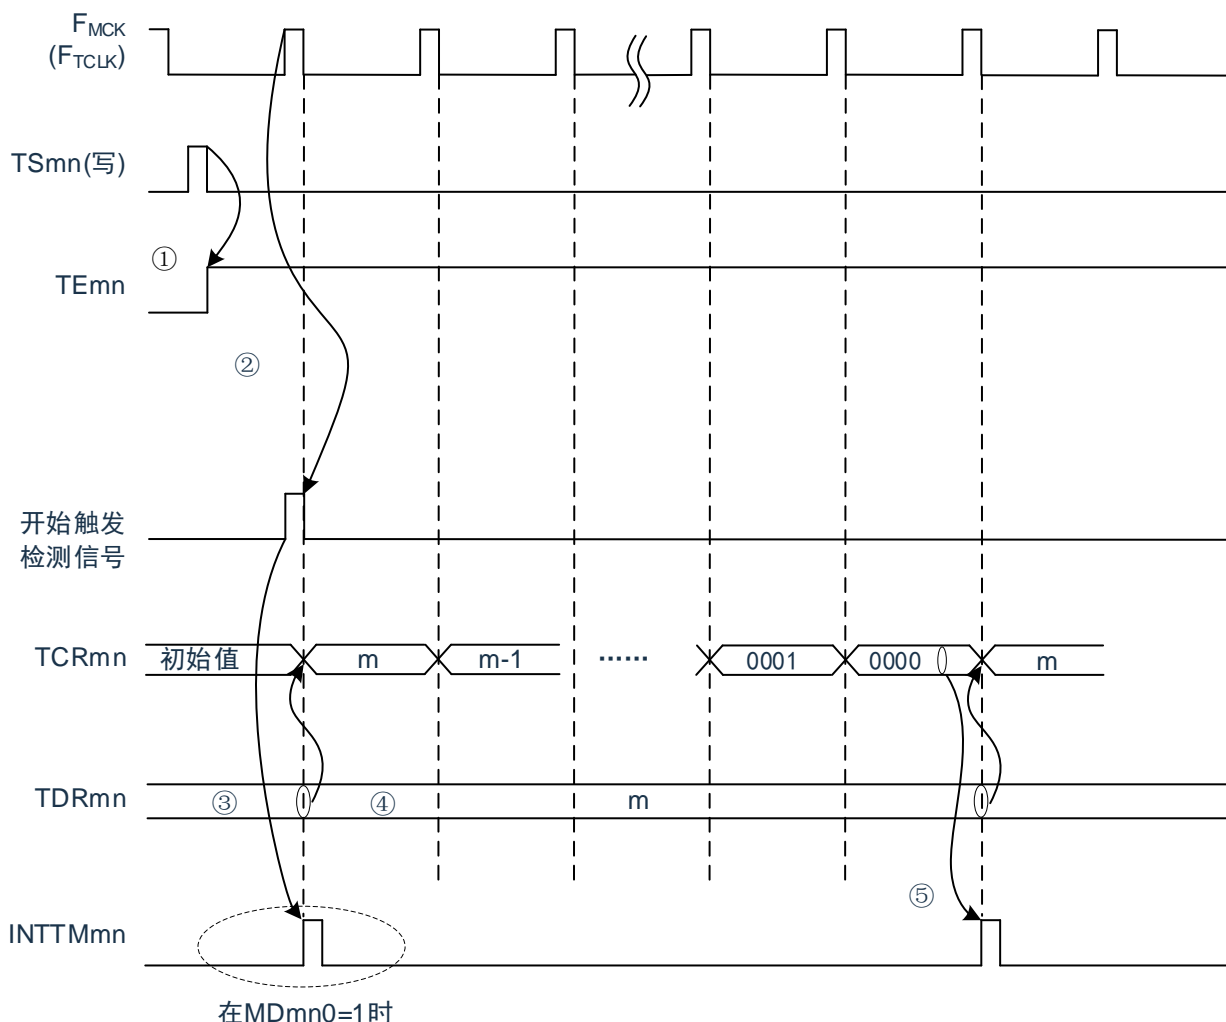 FMCK
(FTCLK)
TSmn(写)
①
TEmn
②
开始触发
检测信号
TCRmn 初始值 m m-1 ...... 0001 0000 m
TDRmn ③ ④ m
⑤
INTTMmn
在MDmn0=1时